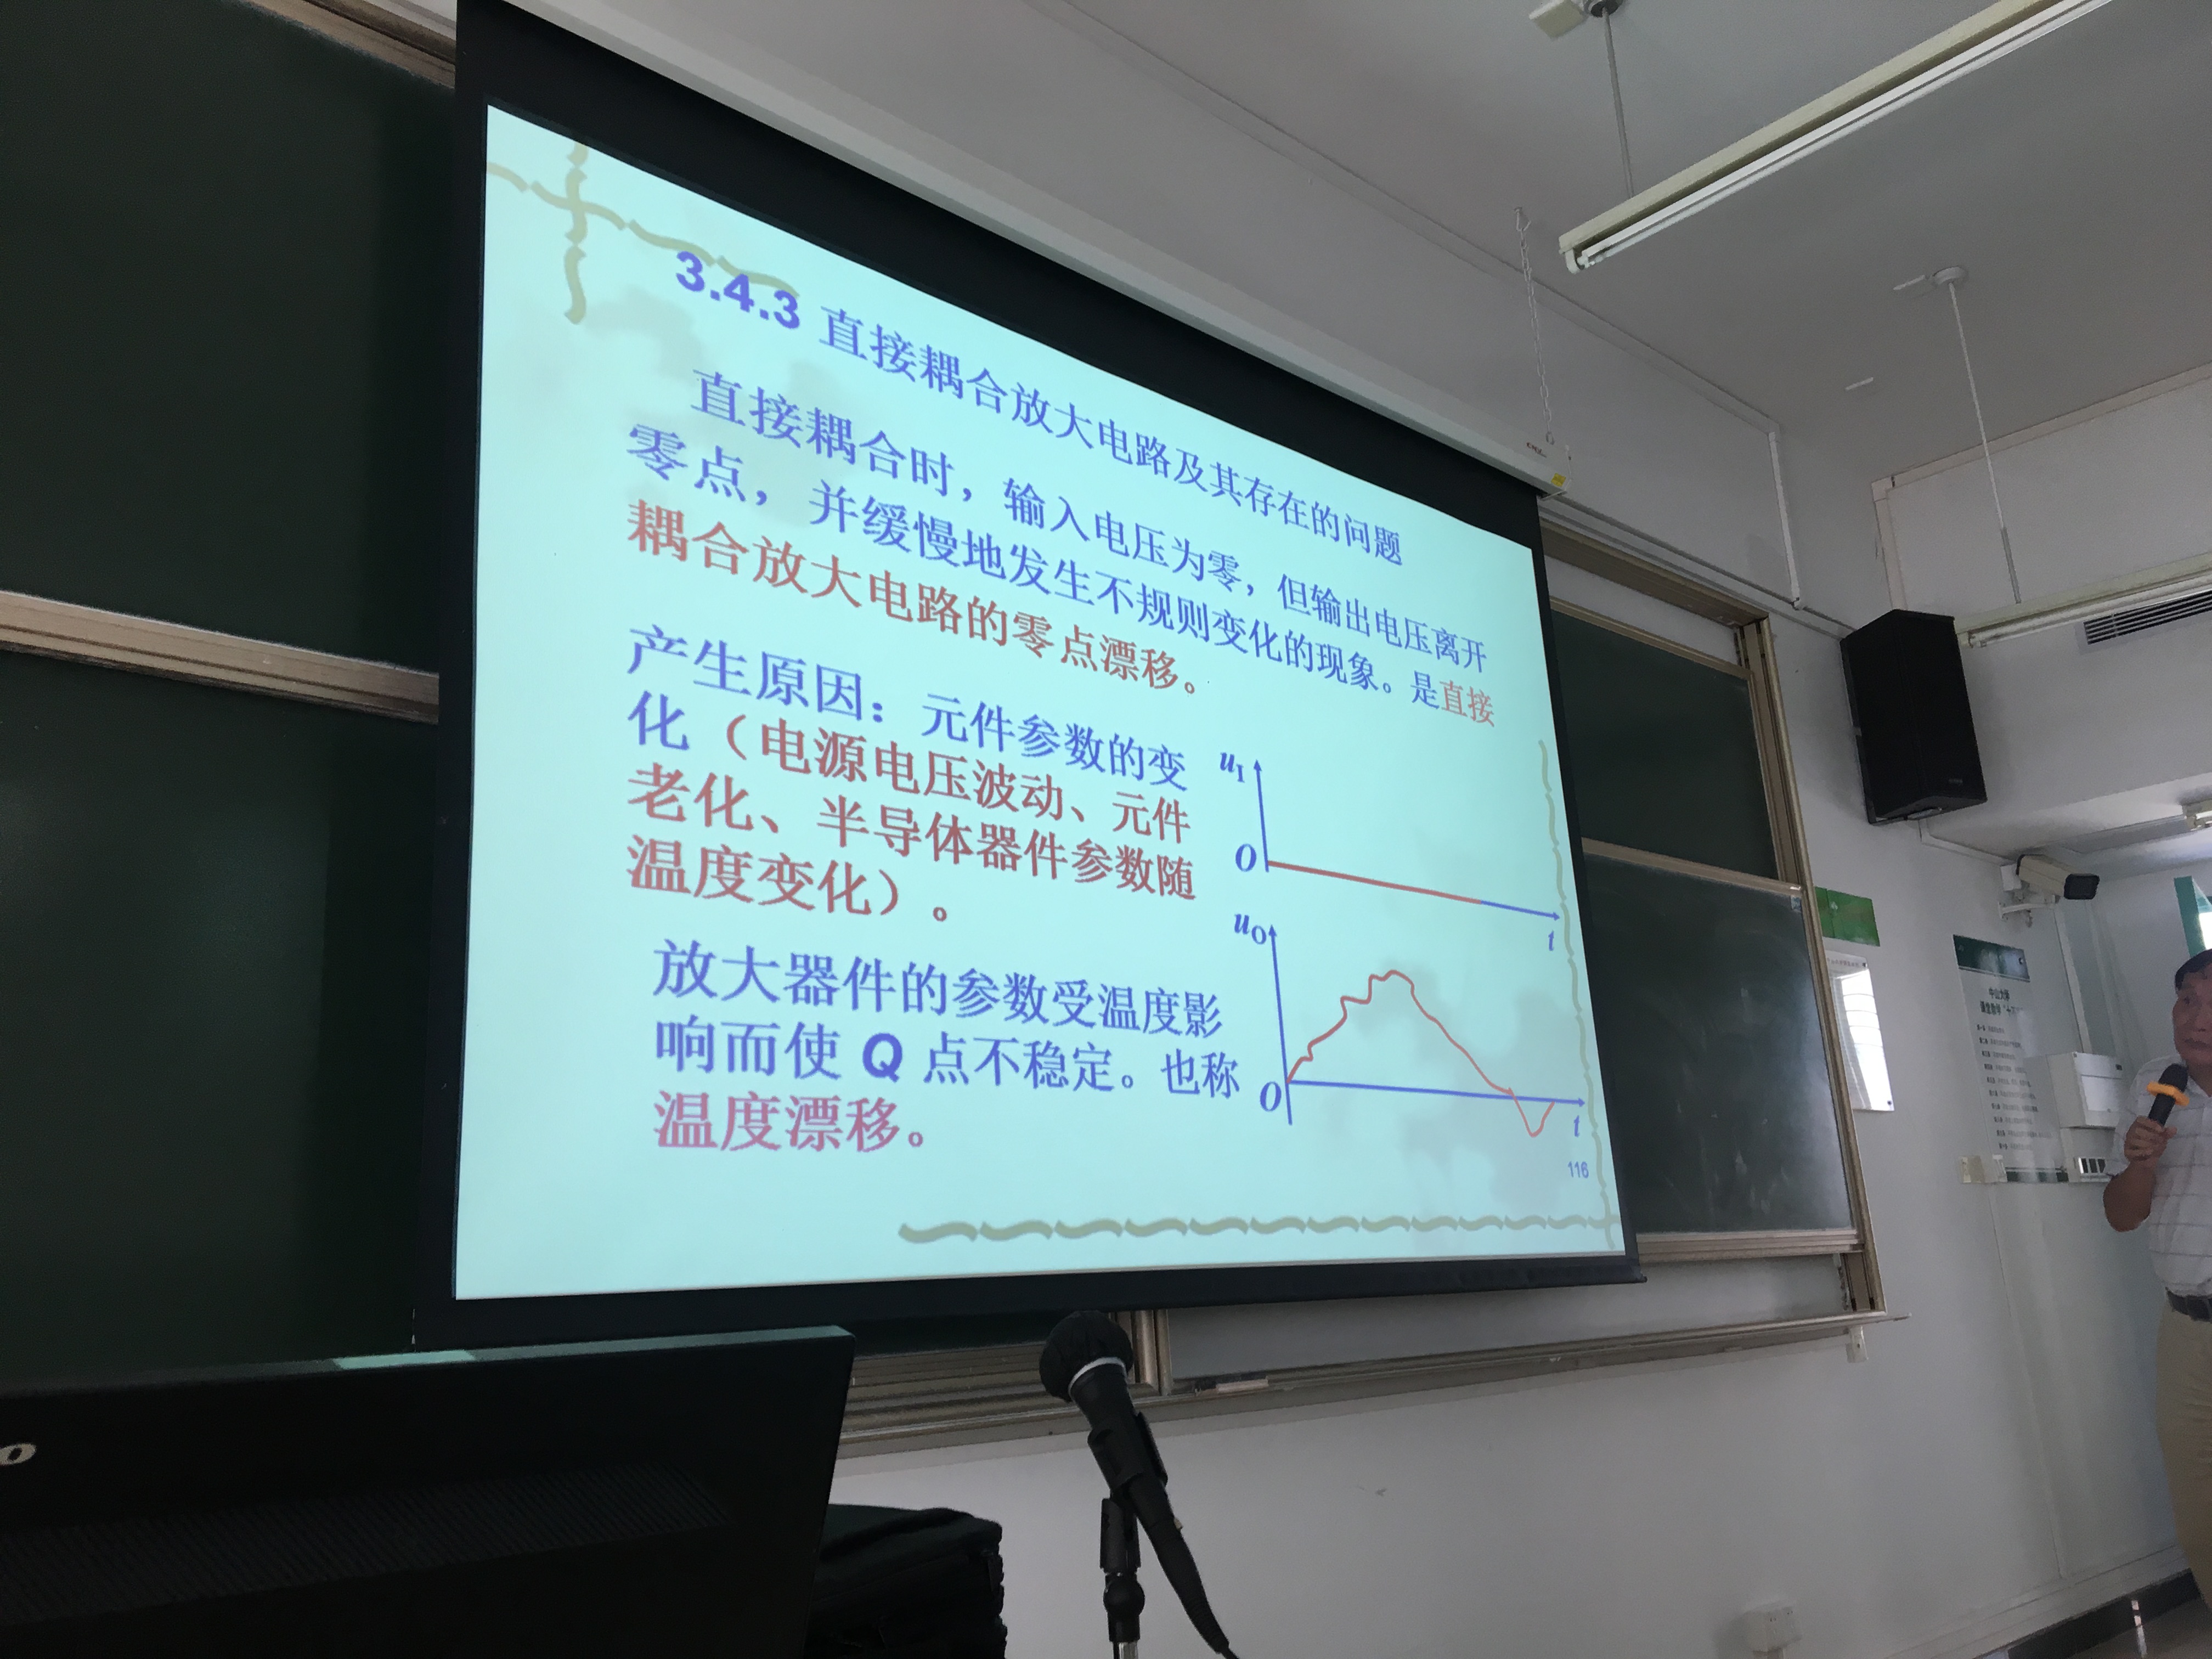 3.4.3 直接耦合放大电路及其存在的问题
直接耦合时，输入电压为零，但输出电压离开
零点，并缓慢地发生不规则变化的现象。是直接
耦合放大电路的零点漂移。
产生原因：元件参数的变
化（电源电压波动、元件
老化、半导体器件参数随
温度变化）。
放大器件的参数受温度影
响而使 Q 点不稳定。也称
温度漂移。
uI
O
t
uO
O
t
116
中山大学